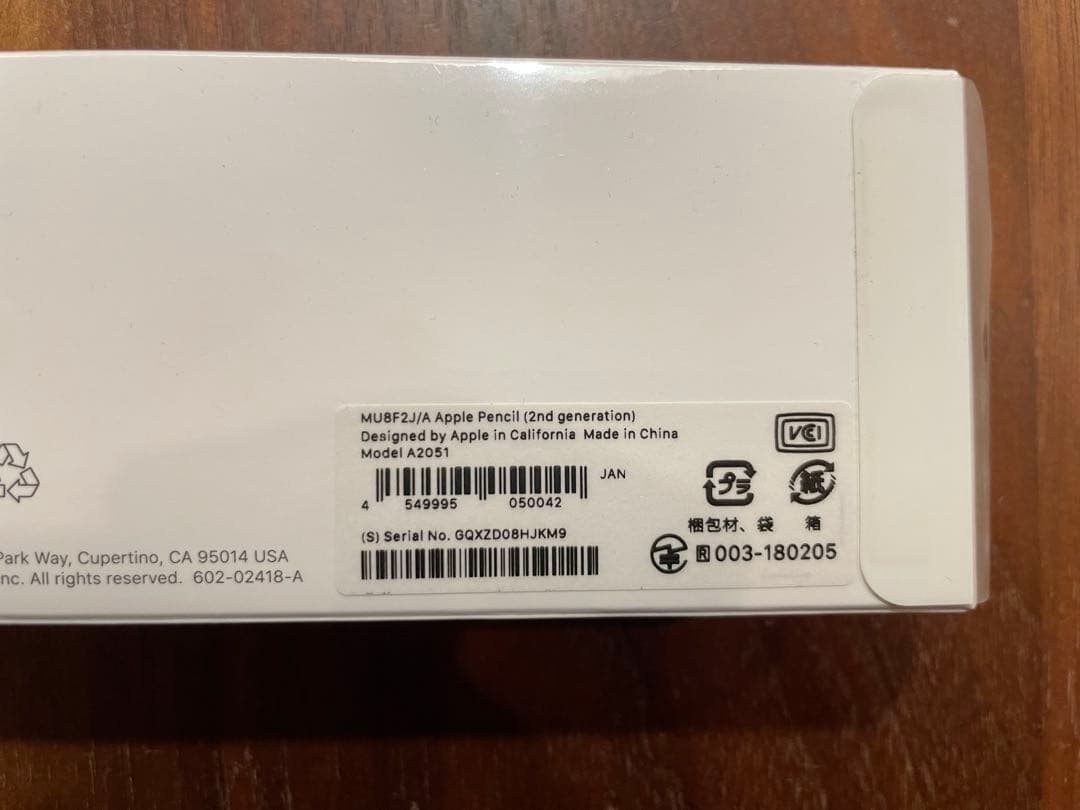 MU8F2J/A Apple Pencil (2nd generation)
Designed by Apple in California Made in China
Model A2051
JAN
4 549995 050042
(S) Serial No. GQXZD08HJKM9
VCI
プラ
紙
梱包材、袋 箱
R 003-180205
Park Way, Cupertino, CA 95014 USA
nc. All rights reserved. 602-02418-A